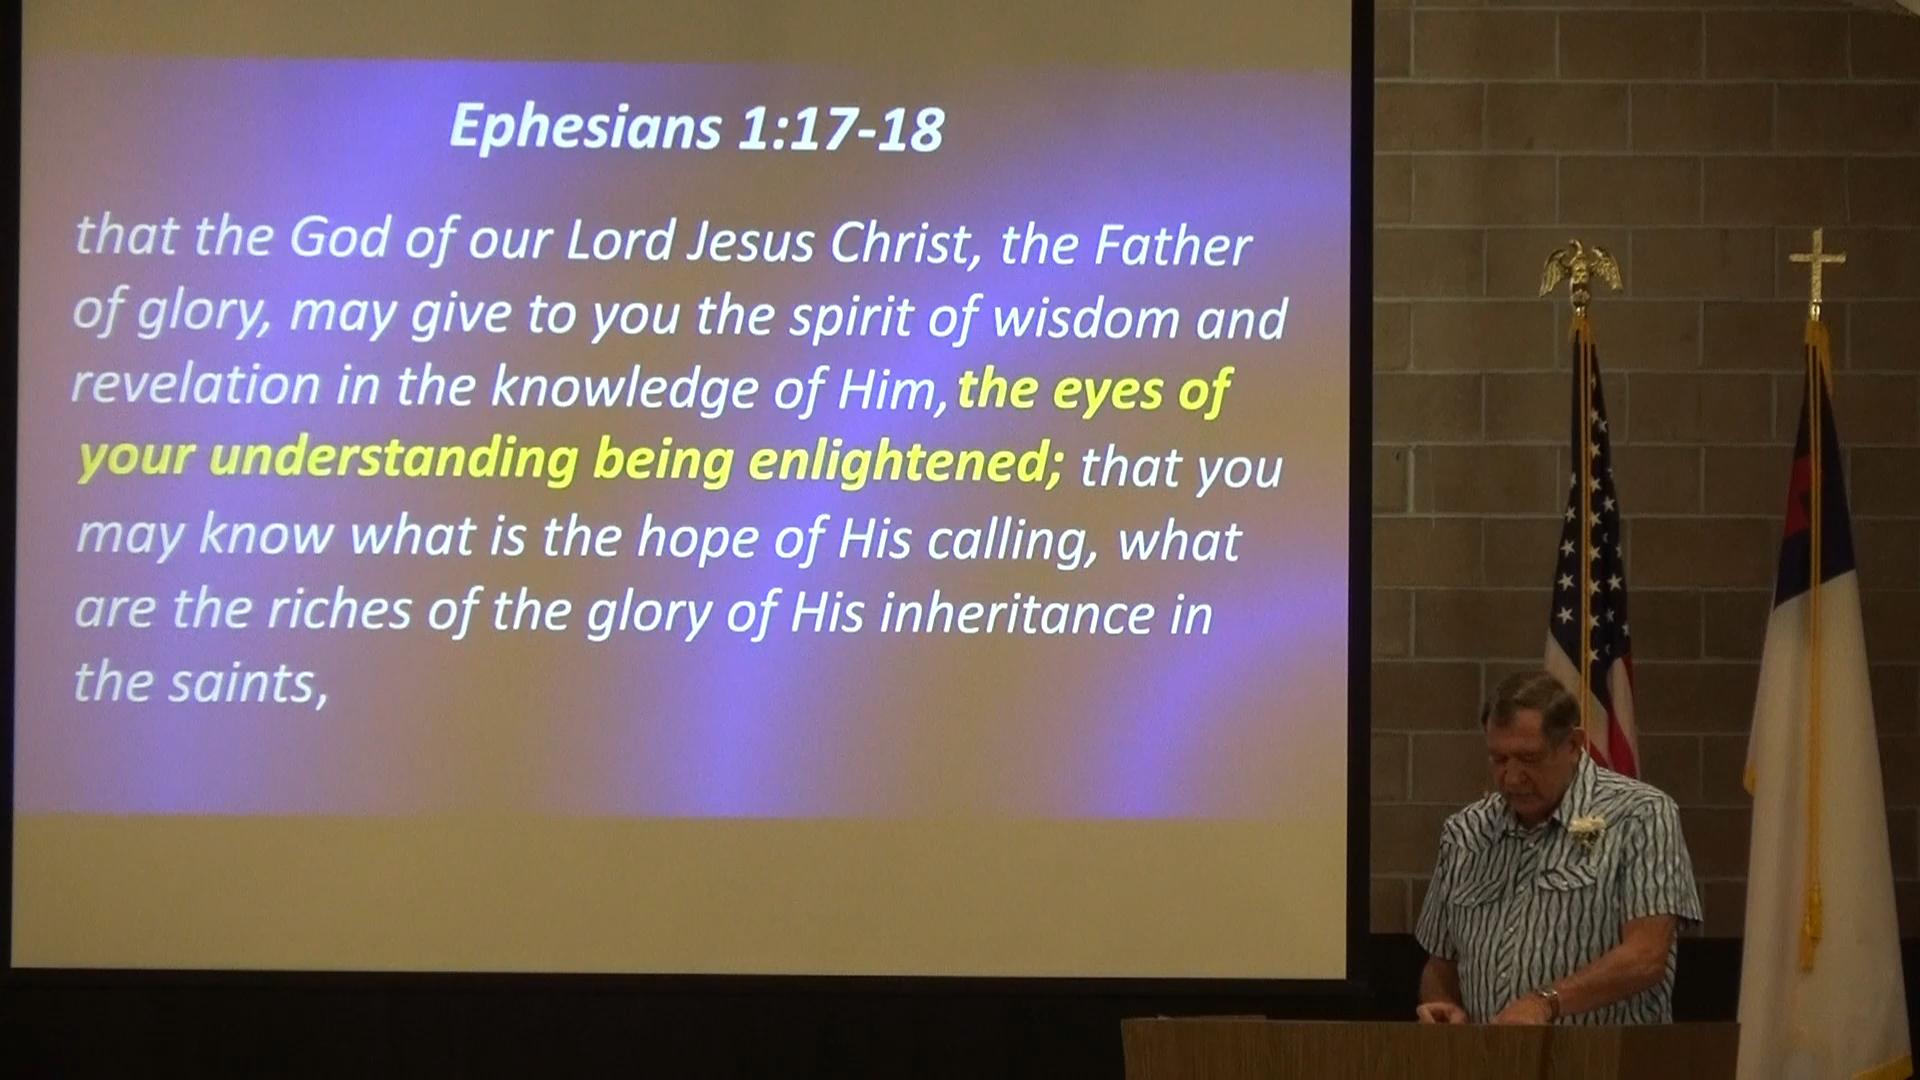 Ephesians 1:17-18
that the God of our Lord Jesus Christ, the Father
of glory, may give to you the spirit of wisdom and
revelation in the knowledge of Him, the eyes of
your understanding being enlightened; that you
may know what is the hope of His calling, what
are the riches of the glory of His inheritance in
the saints,